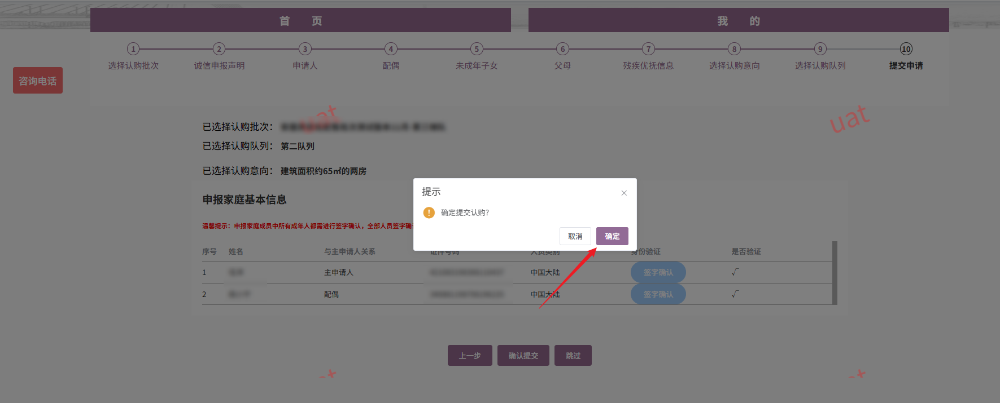 首 页
我 的
1 2 3 4 5 6 7 8 9 10
选择认购批次 诚信申报声明 申请人 配偶 未成年子女 父母 残疾优抚信息 选择认购意向 选择认购队列 提交申请
咨询电话
uat
uat
已选择认购批次：
已选择认购队列： 第二队列
已选择认购意向： 建筑面积约65㎡的两房
提示
申报家庭基本信息
确定提交认购?
温馨提示：申报家庭成员中所有成年人都需进行签字确认，全部人员签字确
取消 确定
序号 姓名 与主申请人关系 证件号码 人员类别 身份验证 是否验证
1 主申请人 中国大陆 签字确认 √
2 配偶 中国大陆 签字确认 √
上一步 确认提交 跳过